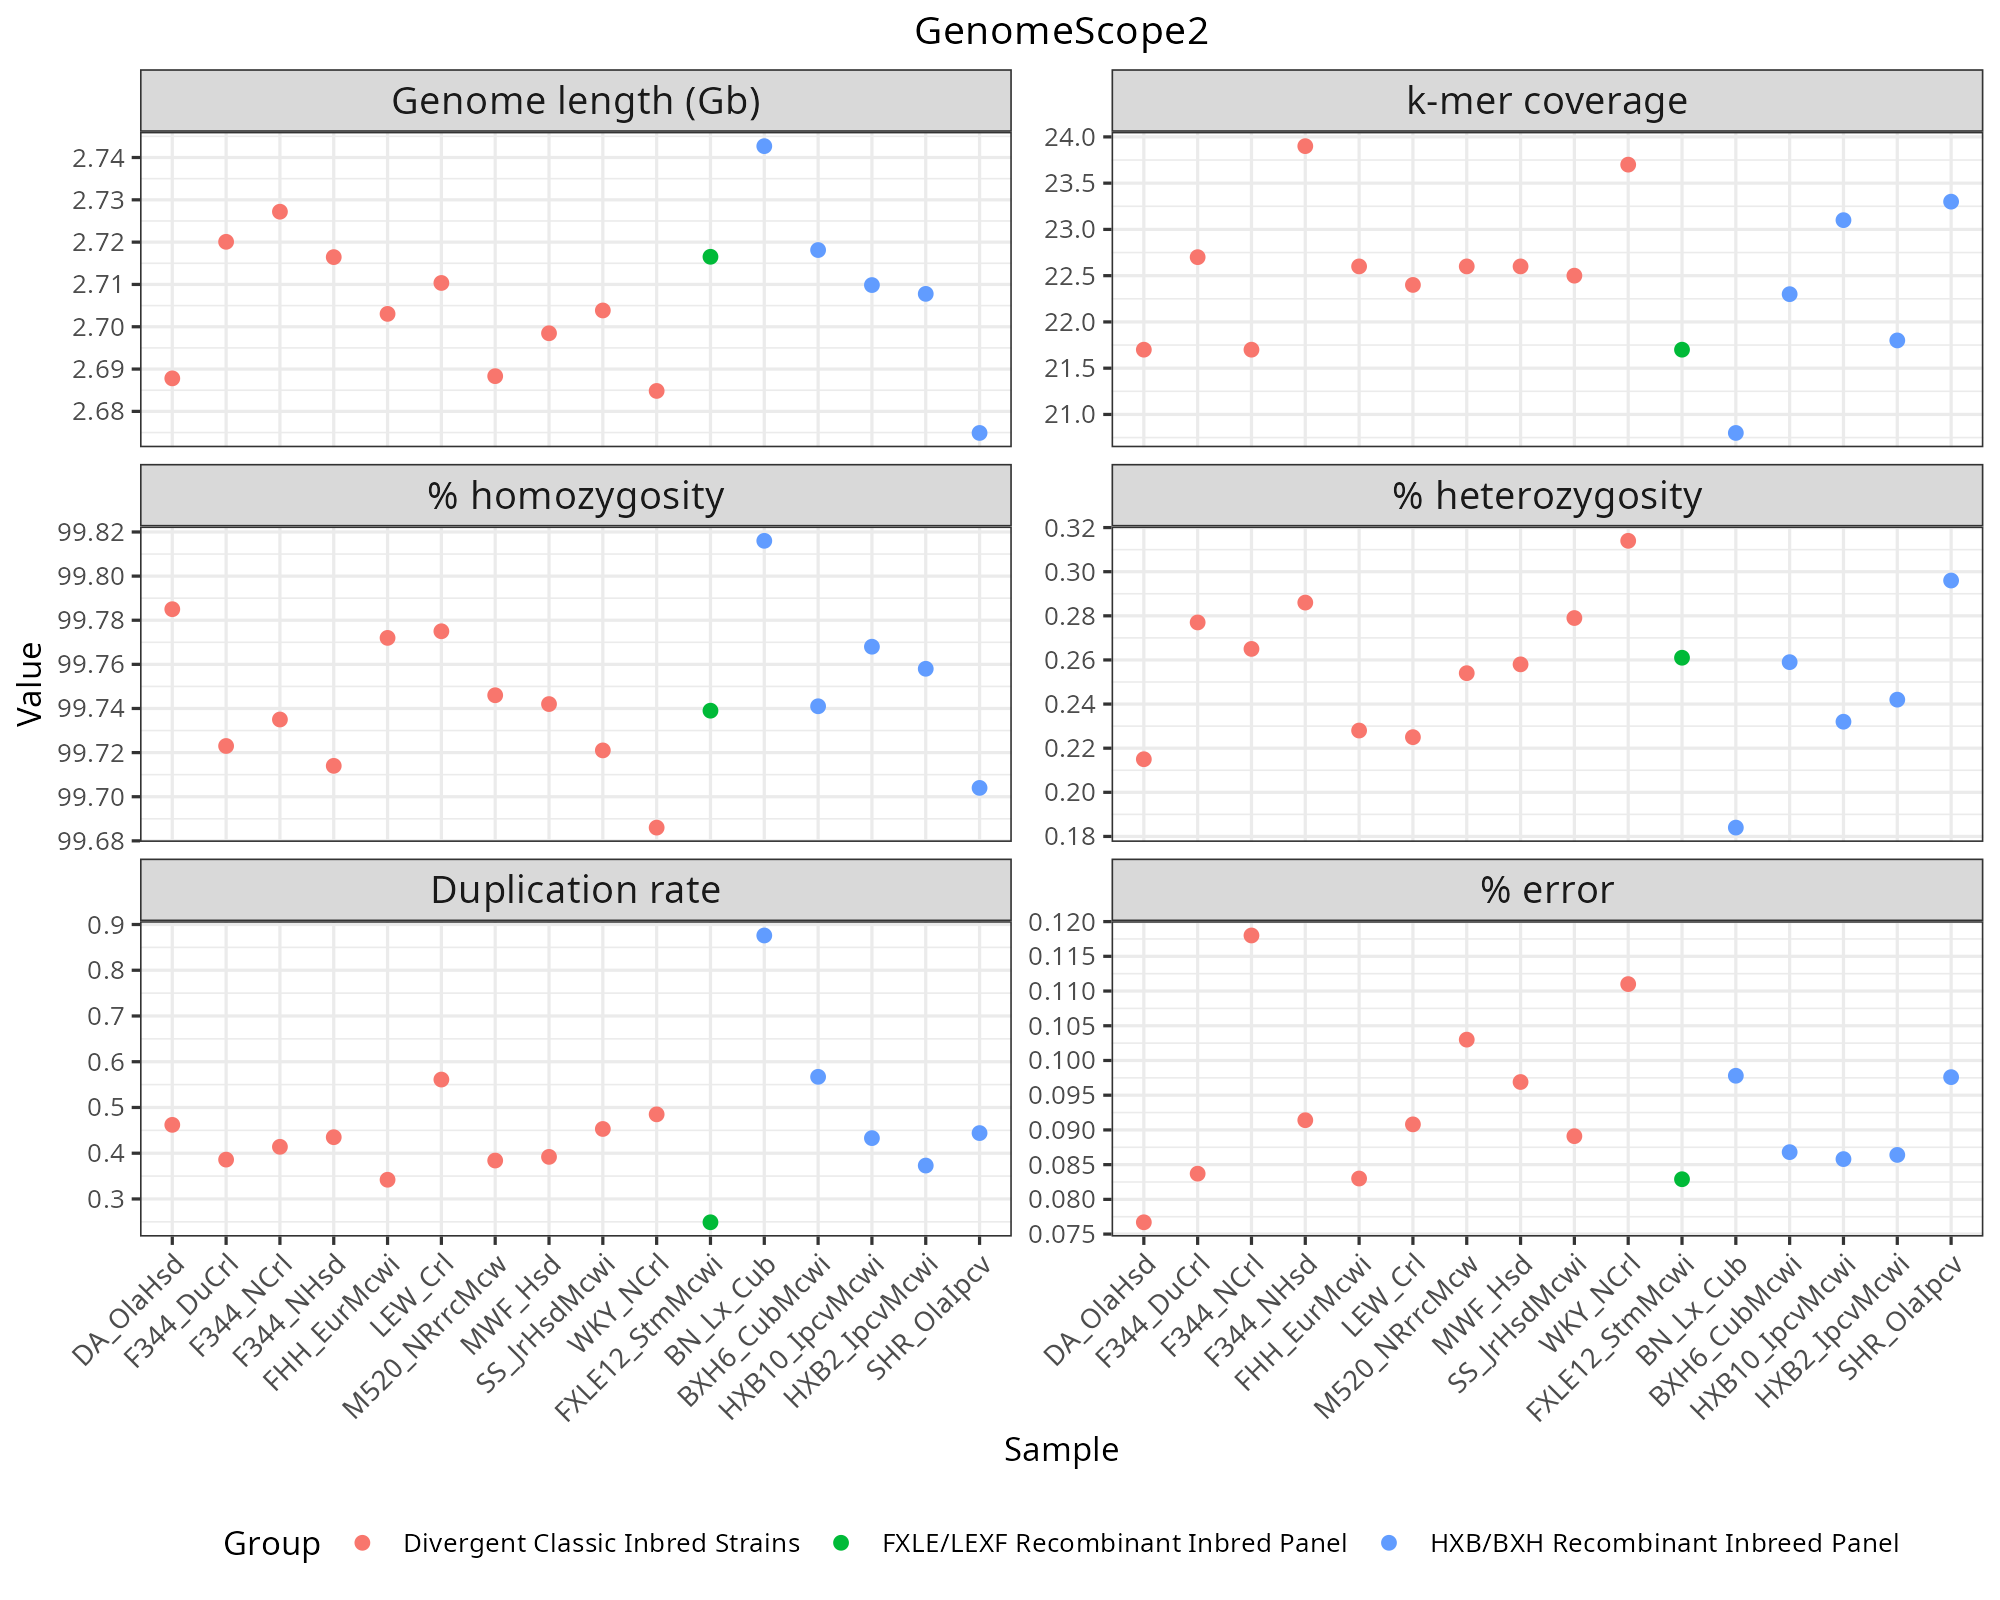 GenomeScope2
Genome length (Gb)
k-mer coverage
2.74
2.73
2.72
2.71
2.70
2.69
2.68
24.0
23.5
23.0
22.5
22.0
21.5
21.0
% homozygosity
% heterozygosity
99.82
99.80
99.78
99.76
99.74
99.72
99.70
99.68
0.32
0.30
0.28
0.26
0.24
0.22
0.20
0.18
Value
Duplication rate
% error
0.9
0.8
0.7
0.6
0.5
0.4
0.3
0.120
0.115
0.110
0.105
0.100
0.095
0.090
0.085
0.080
0.075
DA_OlaHsd
F344_DuCrl
F344_NCrl
F344_NHsd
FHH_EurMcwi
LEW_Crl
M520_NRrrcMcw
MWF_Hsd
SS_JrHsdMcwi
WKY_NCrl
FXLE12_StmMcwi
BN_Lx_Cub
BXH6_CubMcwi
HXB10_IpcvMcwi
HXB2_IpcvMcwi
SHR_OlaIpcv
DA_OlaHsd
F344_DuCrl
F344_NCrl
F344_NHsd
FHH_EurMcwi
LEW_Crl
M520_NRrrcMcw
MWF_Hsd
SS_JrHsdMcwi
WKY_NCrl
FXLE12_StmMcwi
BN_Lx_Cub
BXH6_CubMcwi
HXB10_IpcvMcwi
HXB2_IpcvMcwi
SHR_OlaIpcv
Sample
Group Divergent Classic Inbred Strains FXLE/LEXF Recombinant Inbred Panel HXB/BXH Recombinant Inbreed Panel